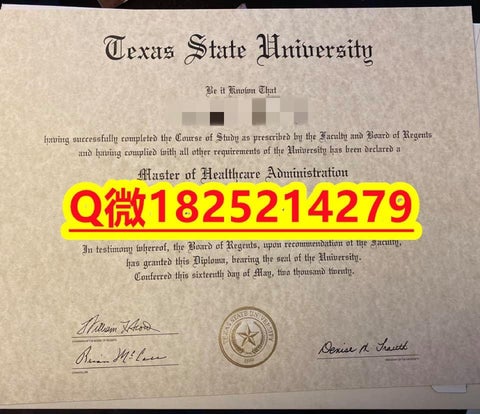 Texas State University
Be it Known That
having successfully completed the Course of Study as prescribed by the Faculty and Board of Regents
and having complied with all other requirements of the University has been declared a
Master of Healthcare Administration
Q微1825214279
In testimony whereof, the Board of Regents, upon recommendation of the Faculty,
has granted this Diploma, bearing the seal of the University.
Conferred this sixteenth day of May, two thousand twenty.
TEXAS STATE UNIVERSITY